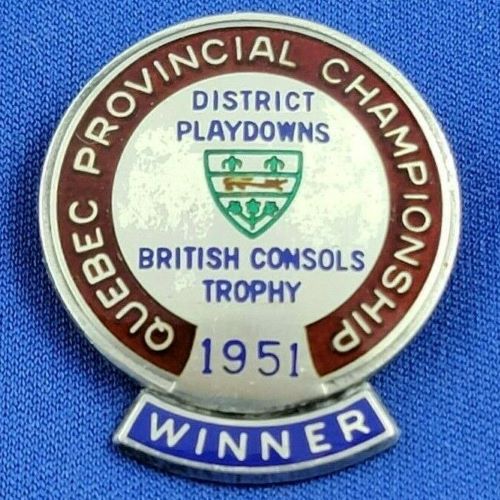 QUEBEC PROVINCIAL CHAMPIONSHIP
DISTRICT
PLAYDOWNS
BRITISH CONSOLS
TROPHY
1951
WINNER